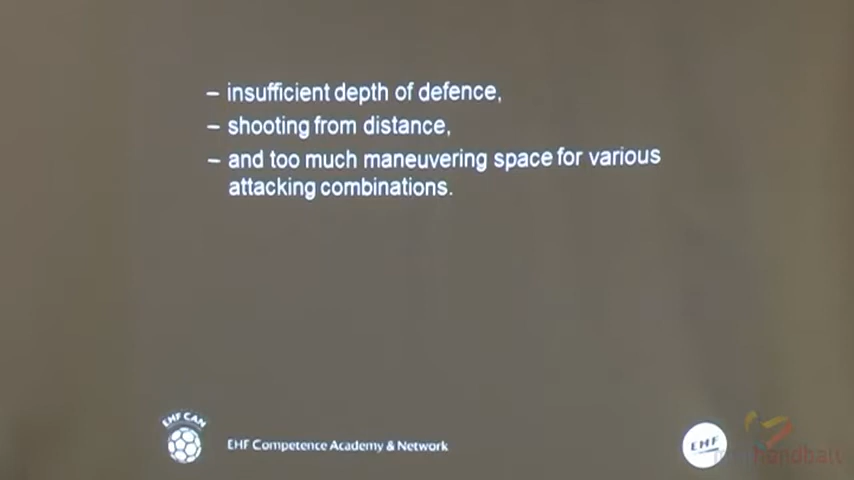 – insufficient depth of defence,
– shooting from distance,
– and too much maneuvering space for various
attacking combinations.
EHF CAN
EHF Competence Academy & Network
EHF
handball